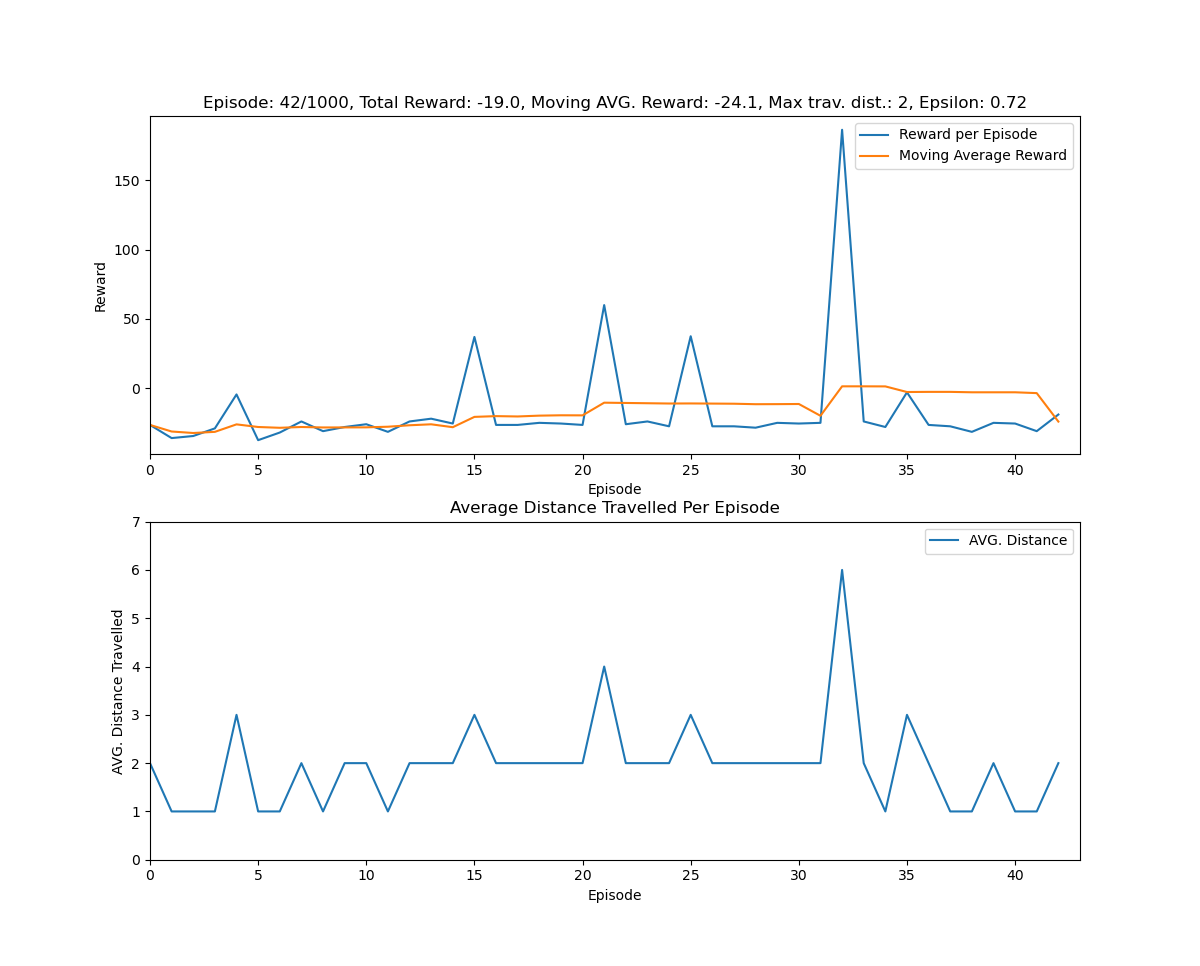 Episode: 42/1000, Total Reward: -19.0, Moving AVG. Reward: -24.1, Max trav. dist.: 2, Epsilon: 0.72
Reward per Episode
Moving Average Reward
150
100
50
0
Reward
0 5 10 15 20 25 30 35 40
Episode
Average Distance Travelled Per Episode
AVG. Distance
7
6
5
4
3
2
1
0
AVG. Distance Travelled
0 5 10 15 20 25 30 35 40
Episode